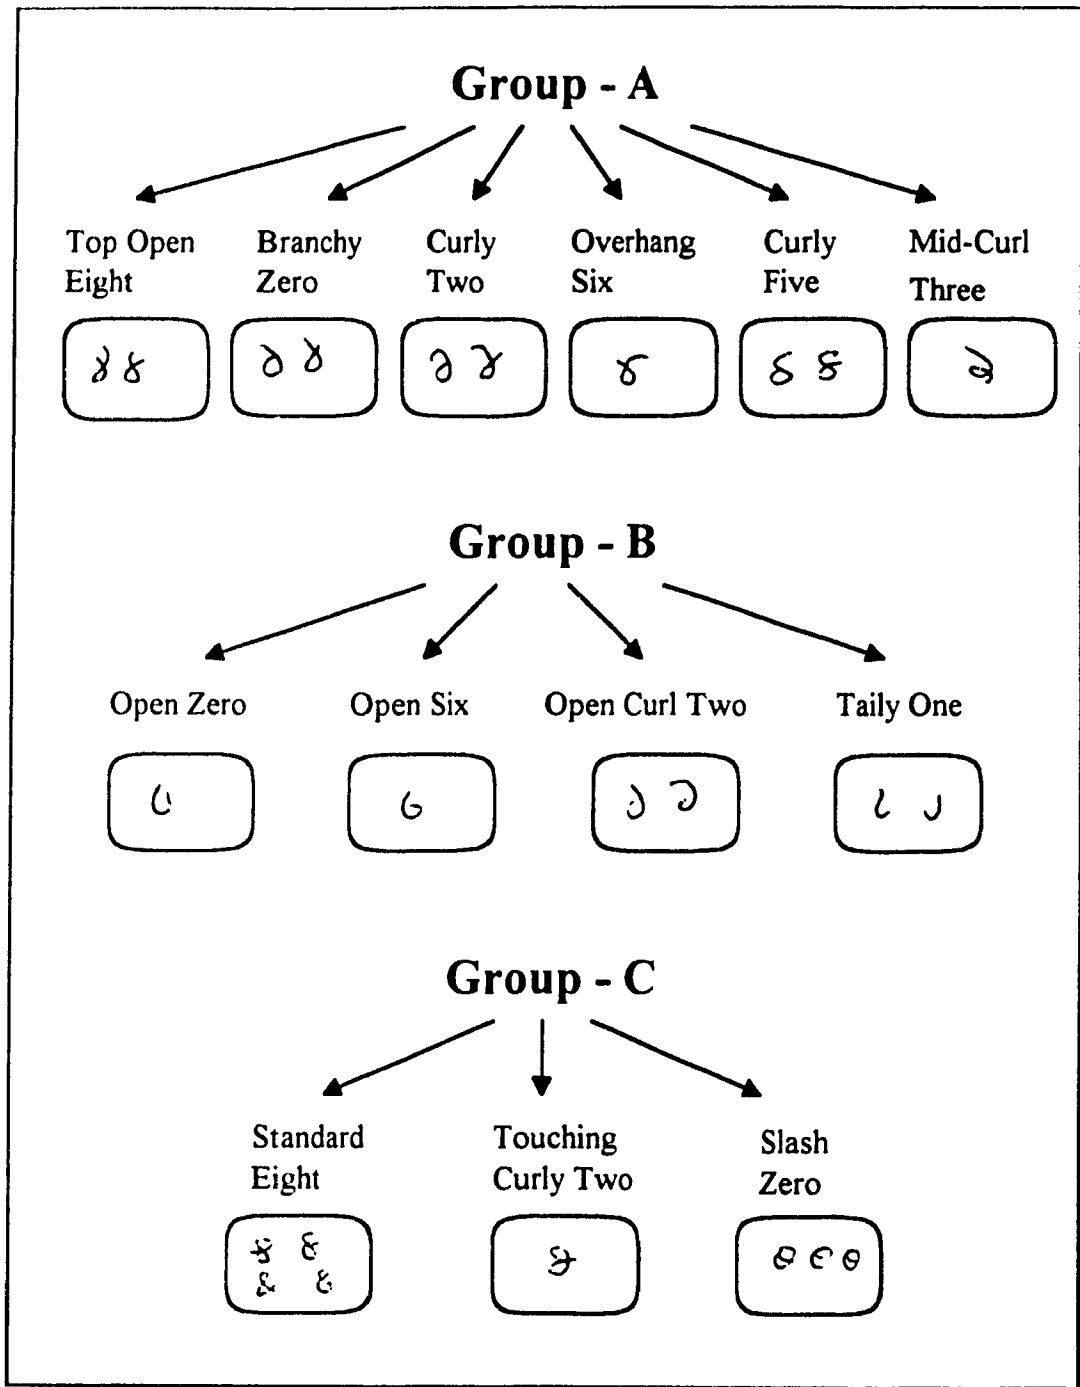 Group - A
Top Open Eight
Branchy Zero
Curly Two
Overhang Six
Curly Five
Mid-Curl Three
Group - B
Open Zero
Open Six
Open Curl Two
Taily One
Group - C
Standard Eight
Touching Curly Two
Slash Zero